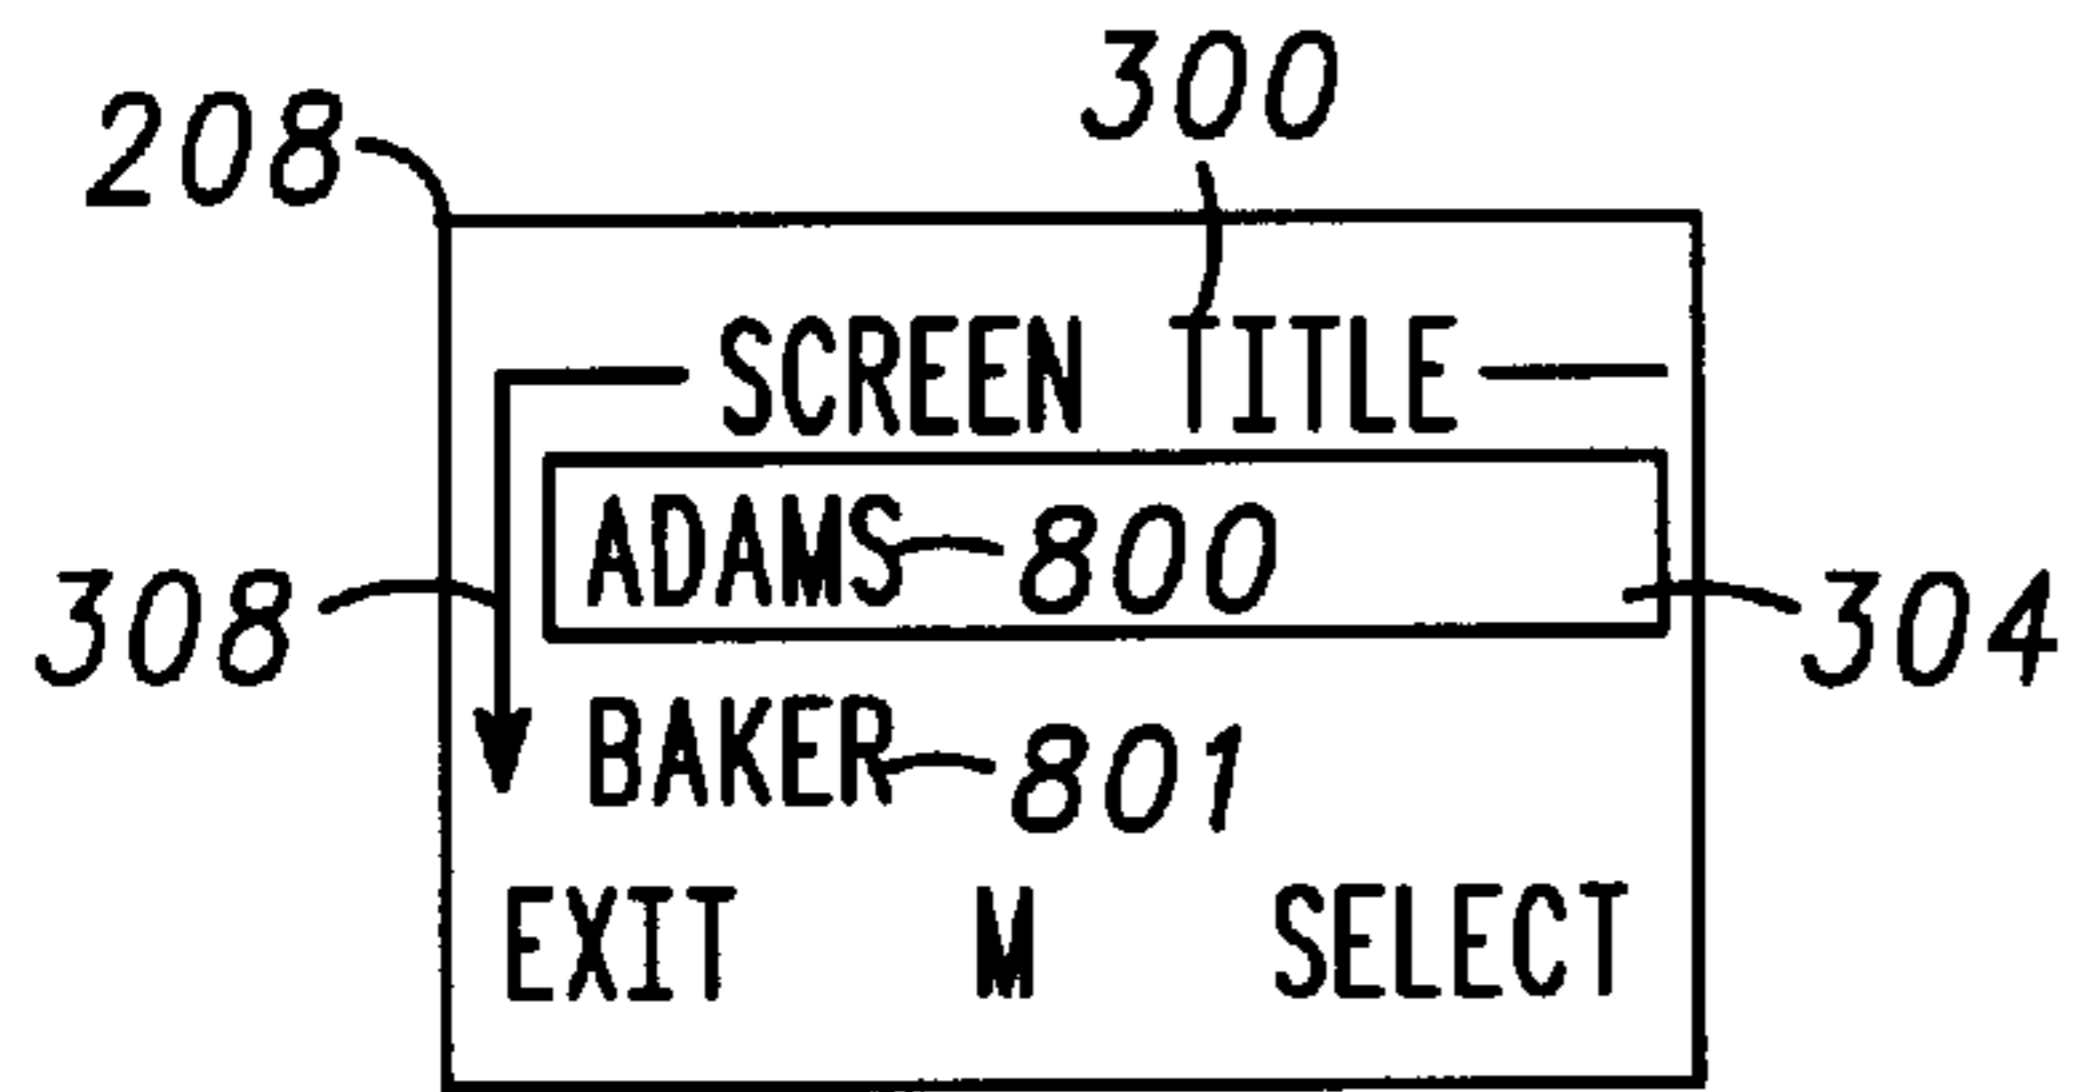 300
208
SCREEN TITLE
ADAMS 800
308
304
BAKER 801
EXIT M SELECT